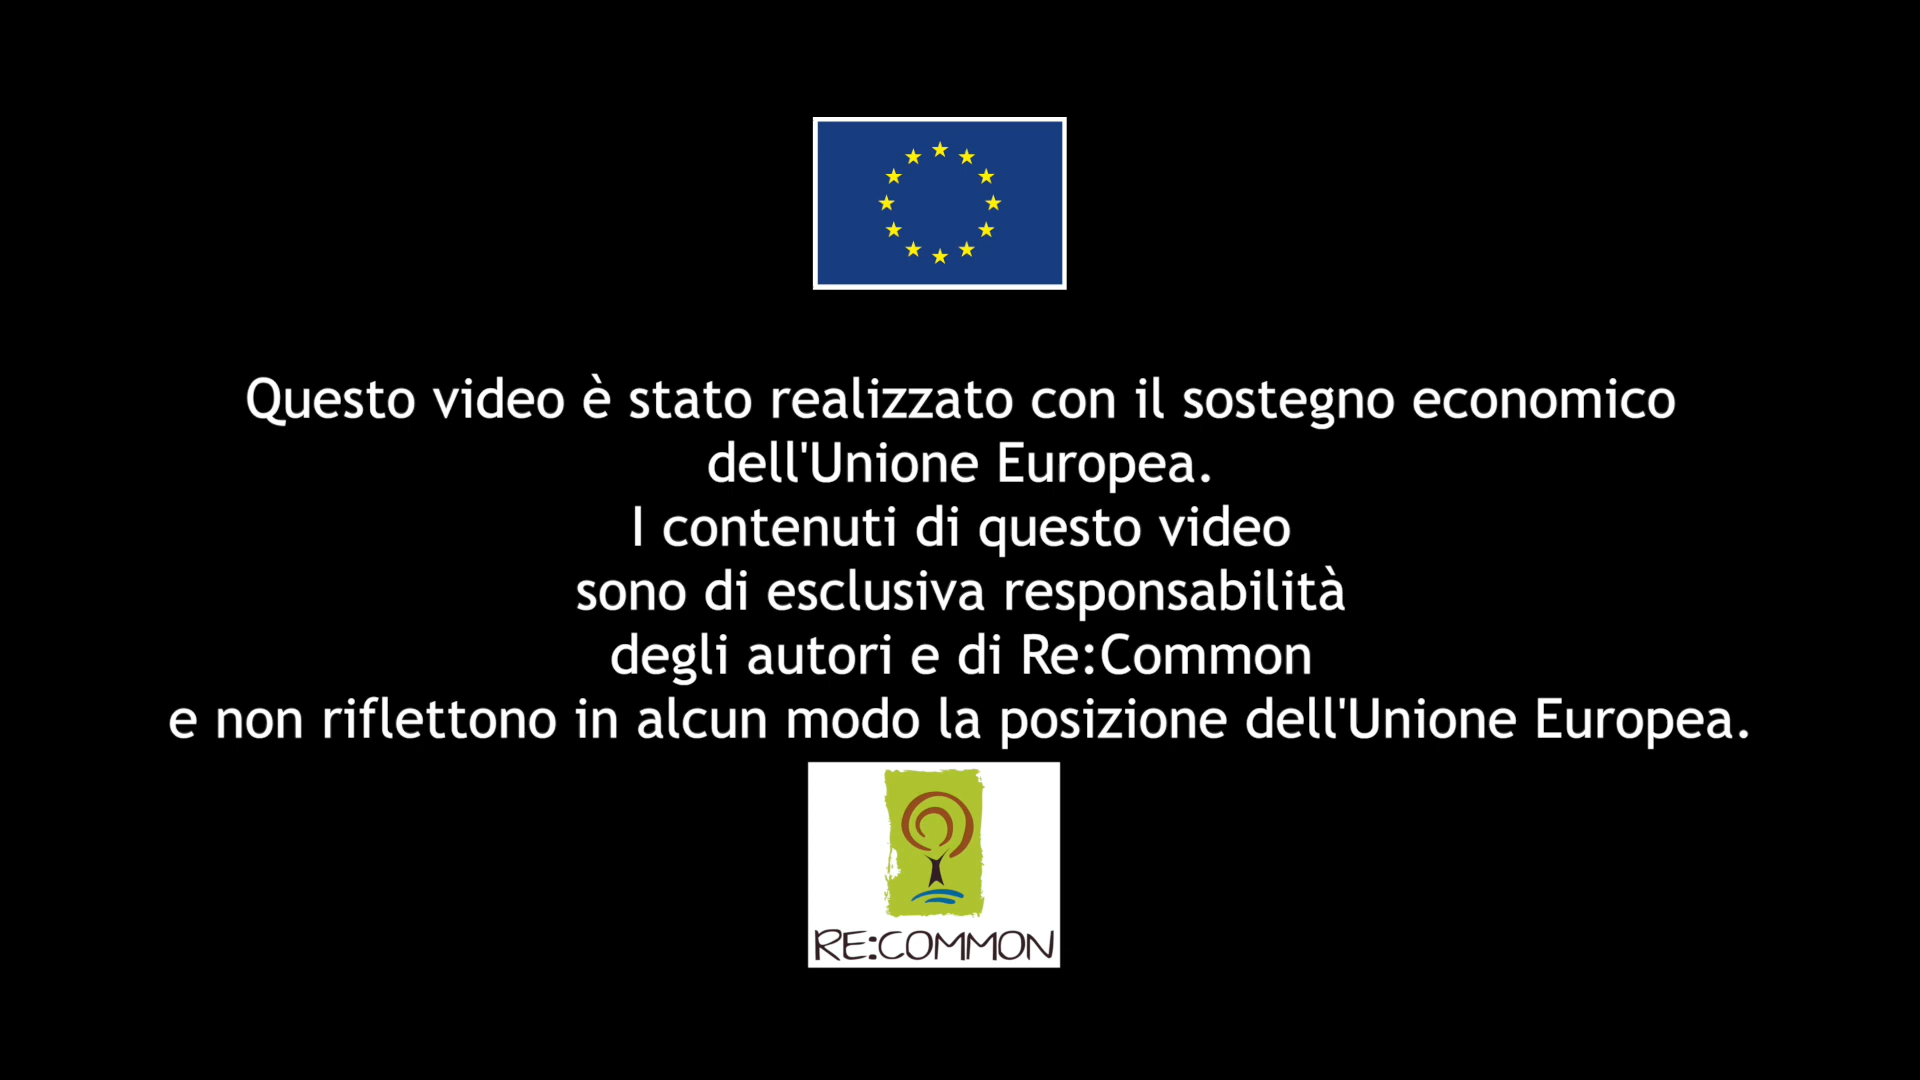 Questo video è stato realizzato con il sostegno economico
dell'Unione Europea.
I contenuti di questo video
sono di esclusiva responsabilità
degli autori e di Re:Common
e non riflettono in alcun modo la posizione dell'Unione Europea.
RE:COMMON